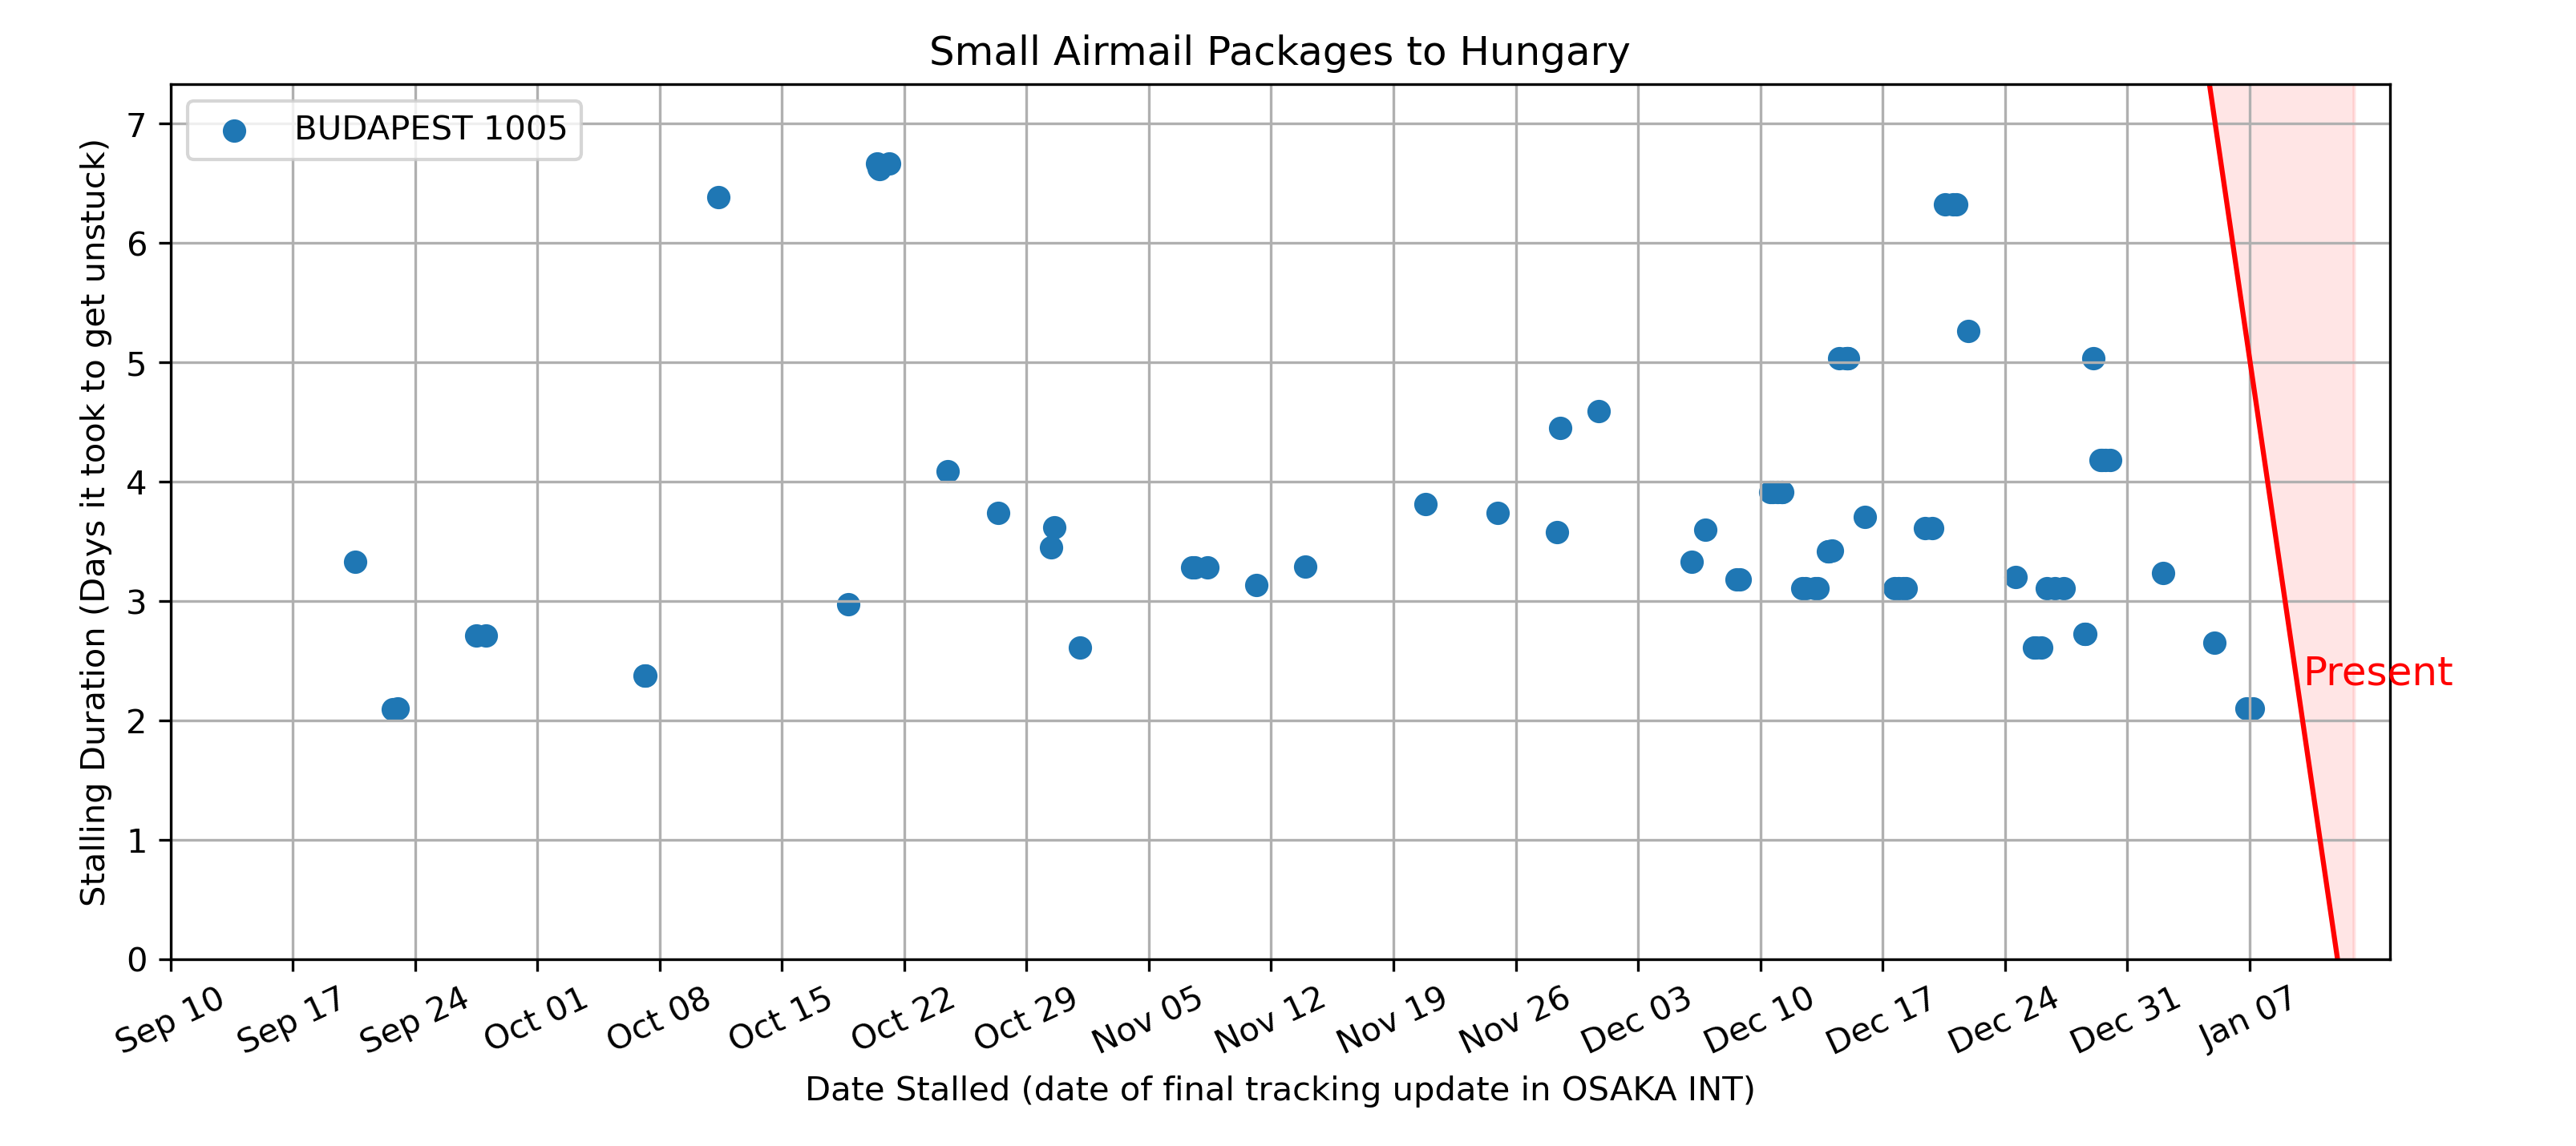 Small Airmail Packages to Hungary
BUDAPEST 1005
Stalling Duration (Days it took to get unstuck)
7
6
5
4
3
2
1
0
Present
Sep 10
Sep 17
Sep 24
Oct 01
Oct 08
Oct 15
Oct 22
Oct 29
Nov 05
Nov 12
Nov 19
Nov 26
Dec 03
Dec 10
Dec 17
Dec 24
Dec 31
Jan 07
Date Stalled (date of final tracking update in OSAKA INT)